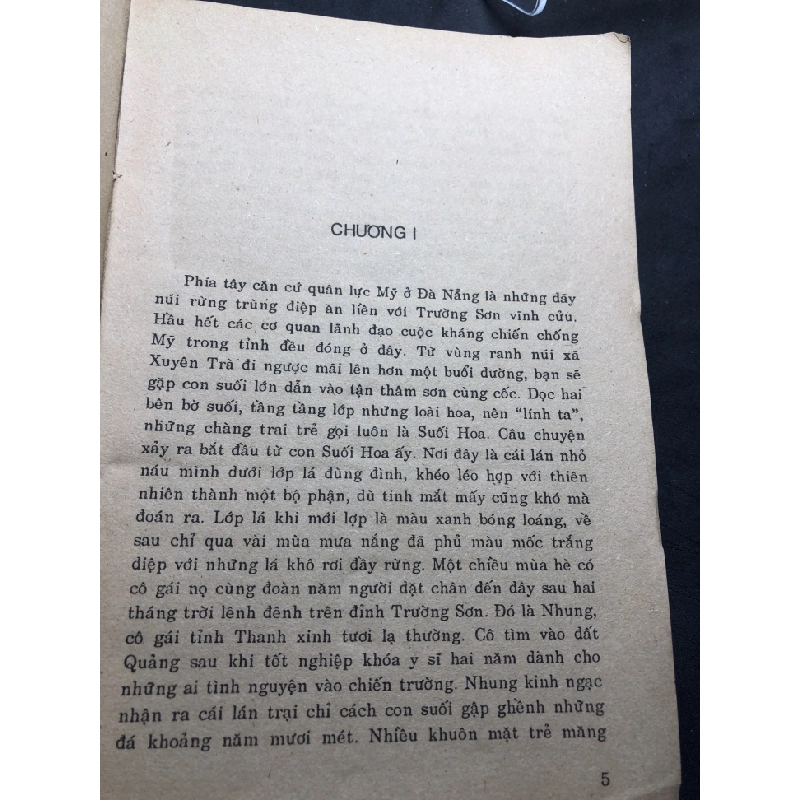 CHƯƠNG I
Phía tây căn cứ quân lực Mỹ ở Đà Nẵng là những dãy
núi rừng trùng điệp ăn liền với Trường Sơn vĩnh cửu.
Hầu hết các cơ quan lãnh đạo cuộc kháng chiến chống
Mỹ trong tỉnh đều đóng ở đây. Từ vùng ranh núi xã
Xuyên Trà đi ngược mãi lên hơn một buổi đường, bạn sẽ
gặp con suối lớn dẫn vào tận thâm sơn cùng cốc. Dọc hai
bên bờ suối, tầng tầng lớp những loài hoa, nên “lính ta”,
những chàng trai trẻ gọi luôn là Suối Hoa. Câu chuyện
xảy ra bắt đầu từ con Suối Hoa ấy. Nơi đây là cái lán nhỏ
náu mình dưới lớp lá đùng đình, khéo léo hợp với thiên
nhiên thành một bộ phận, dù tinh mắt mấy cũng khó mà
đoán ra. Lớp lá khi mới lợp là màu xanh bóng loáng, về
sau chỉ qua vài mùa mưa nắng đã phủ màu mốc trắng
điệp với những lá khô rơi đầy rừng. Một chiều mùa hè có
cô gái nọ cùng đoàn năm người đặt chân đến đây sau hai
tháng trời lênh đênh trên đỉnh Trường Sơn. Đó là Nhung,
cô gái tỉnh Thanh xinh tươi lạ thường. Cô tìm vào đất
Quảng sau khi tốt nghiệp khóa y sĩ hai năm dành cho
những ai tình nguyện vào chiến trường. Nhung kinh ngạc
nhận ra cái lán trại chỉ cách con suối gập ghềnh những
đá khoảng năm mươi mét. Nhiều khuôn mặt trẻ măng
5